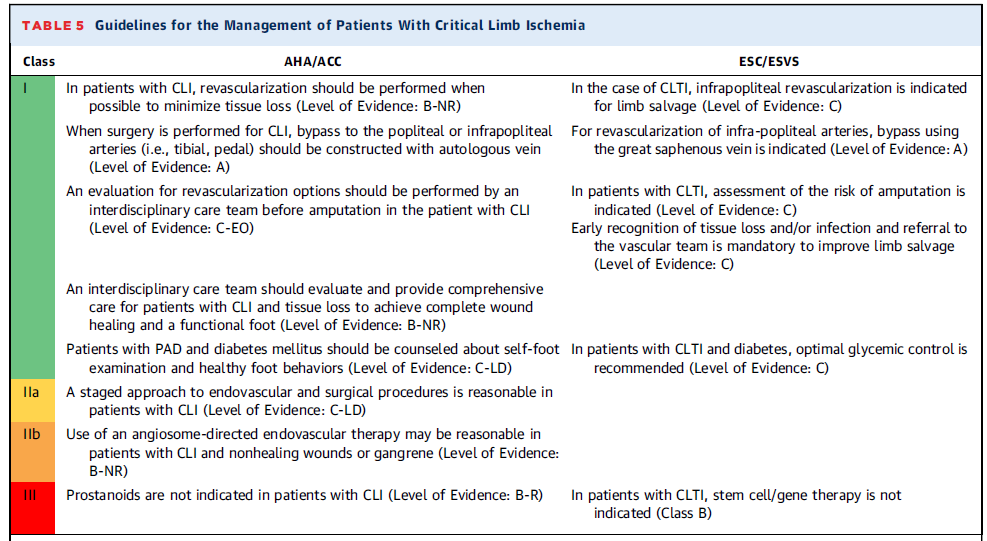 TABLE 5 Guidelines for the Management of Patients With Critical Limb Ischemia
Class AHA/ACC ESC/ESVS
I
In patients with CLI, revascularization should be performed when
possible to minimize tissue loss (Level of Evidence: B-NR)
In the case of CLTI, infrapopliteal revascularization is indicated
for limb salvage (Level of Evidence: C)
When surgery is performed for CLI, bypass to the popliteal or infrapopliteal
arteries (i.e., tibial, pedal) should be constructed with autologous vein
(Level of Evidence: A)
For revascularization of infra-popliteal arteries, bypass using
the great saphenous vein is indicated (Level of Evidence: A)
An evaluation for revascularization options should be performed by an
interdisciplinary care team before amputation in the patient with CLI
(Level of Evidence: C-EO)
In patients with CLTI, assessment of the risk of amputation is
indicated (Level of Evidence: C)
Early recognition of tissue loss and/or infection and referral to
the vascular team is mandatory to improve limb salvage
(Level of Evidence: C)
An interdisciplinary care team should evaluate and provide comprehensive
care for patients with CLI and tissue loss to achieve complete wound
healing and a functional foot (Level of Evidence: B-NR)
Patients with PAD and diabetes mellitus should be counseled about self-foot
examination and healthy foot behaviors (Level of Evidence: C-LD)
In patients with CLTI and diabetes, optimal glycemic control is
recommended (Level of Evidence: C)
IIa
A staged approach to endovascular and surgical procedures is reasonable in
patients with CLI (Level of Evidence: C-LD)
IIb
Use of an angiosome-directed endovascular therapy may be reasonable in
patients with CLI and nonhealing wounds or gangrene (Level of Evidence:
B-NR)
III
Prostanoids are not indicated in patients with CLI (Level of Evidence: B-R)
In patients with CLTI, stem cell/gene therapy is not
indicated (Class B)